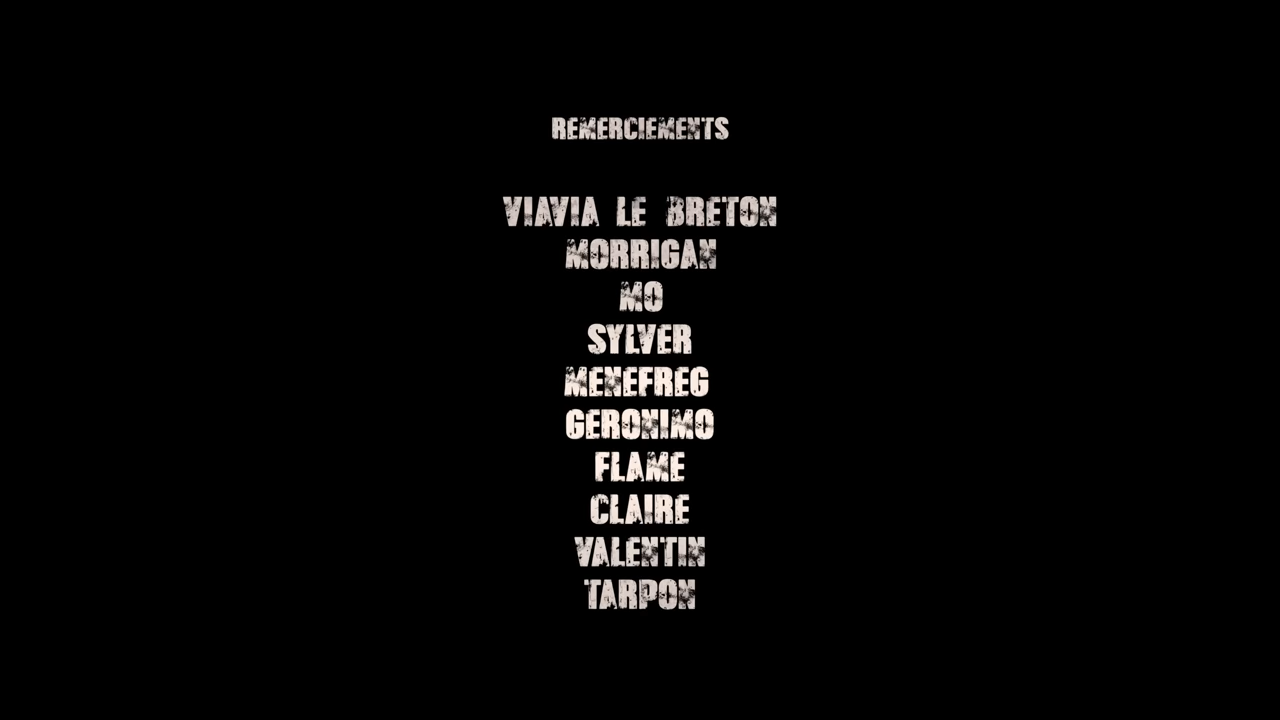 REMERCIEMENTS
VIAVIA LE BRETON
MORRIGAN
MO
SYLVER
MENEFREG
GERONIMO
FLAME
CLAIRE
VALENTIN
TARPON